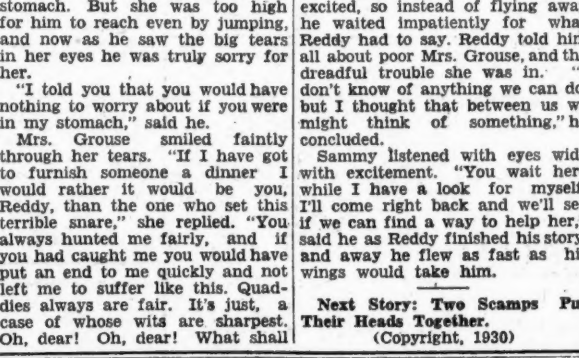 stomach. But she was too high
for him to reach even by jumping,
and now as he saw the big tears
in her eyes he was truly sorry for
her.
"I told you that you would have
nothing to worry about if you were
in my stomach," said he.
Mrs. Grouse smiled faintly
through her tears. "If I have got
to furnish someone a dinner I
would rather it would be you,
Reddy, than the one who set this
terrible snare," she replied. "You
always hunted me fairly, and if
you had caught me you would have
put an end to me quickly and not
left me to suffer like this. Quad-
dies always are fair. It's just, a
case of whose wits are sharpest.
Oh, dear! Oh, dear! What shall
excited, so instead of flying awa
he waited impatiently for wha
Reddy had to say. Reddy told him
all about poor Mrs. Grouse, and th
dreadful trouble she was in. "
don't know of anything we can do
but I thought that between us w
might think of something," h
concluded.
Sammy listened with eyes wid
with excitement. "You wait her
while I have a look for mysel
I'll come right back and we'll se
if we can find a way to help her,
said he as Reddy finished his story
and away he flew as fast as hi
wings would take him.
Next Story: Two Scamps Pu
Their Heads Together.
(Copyright, 1930)